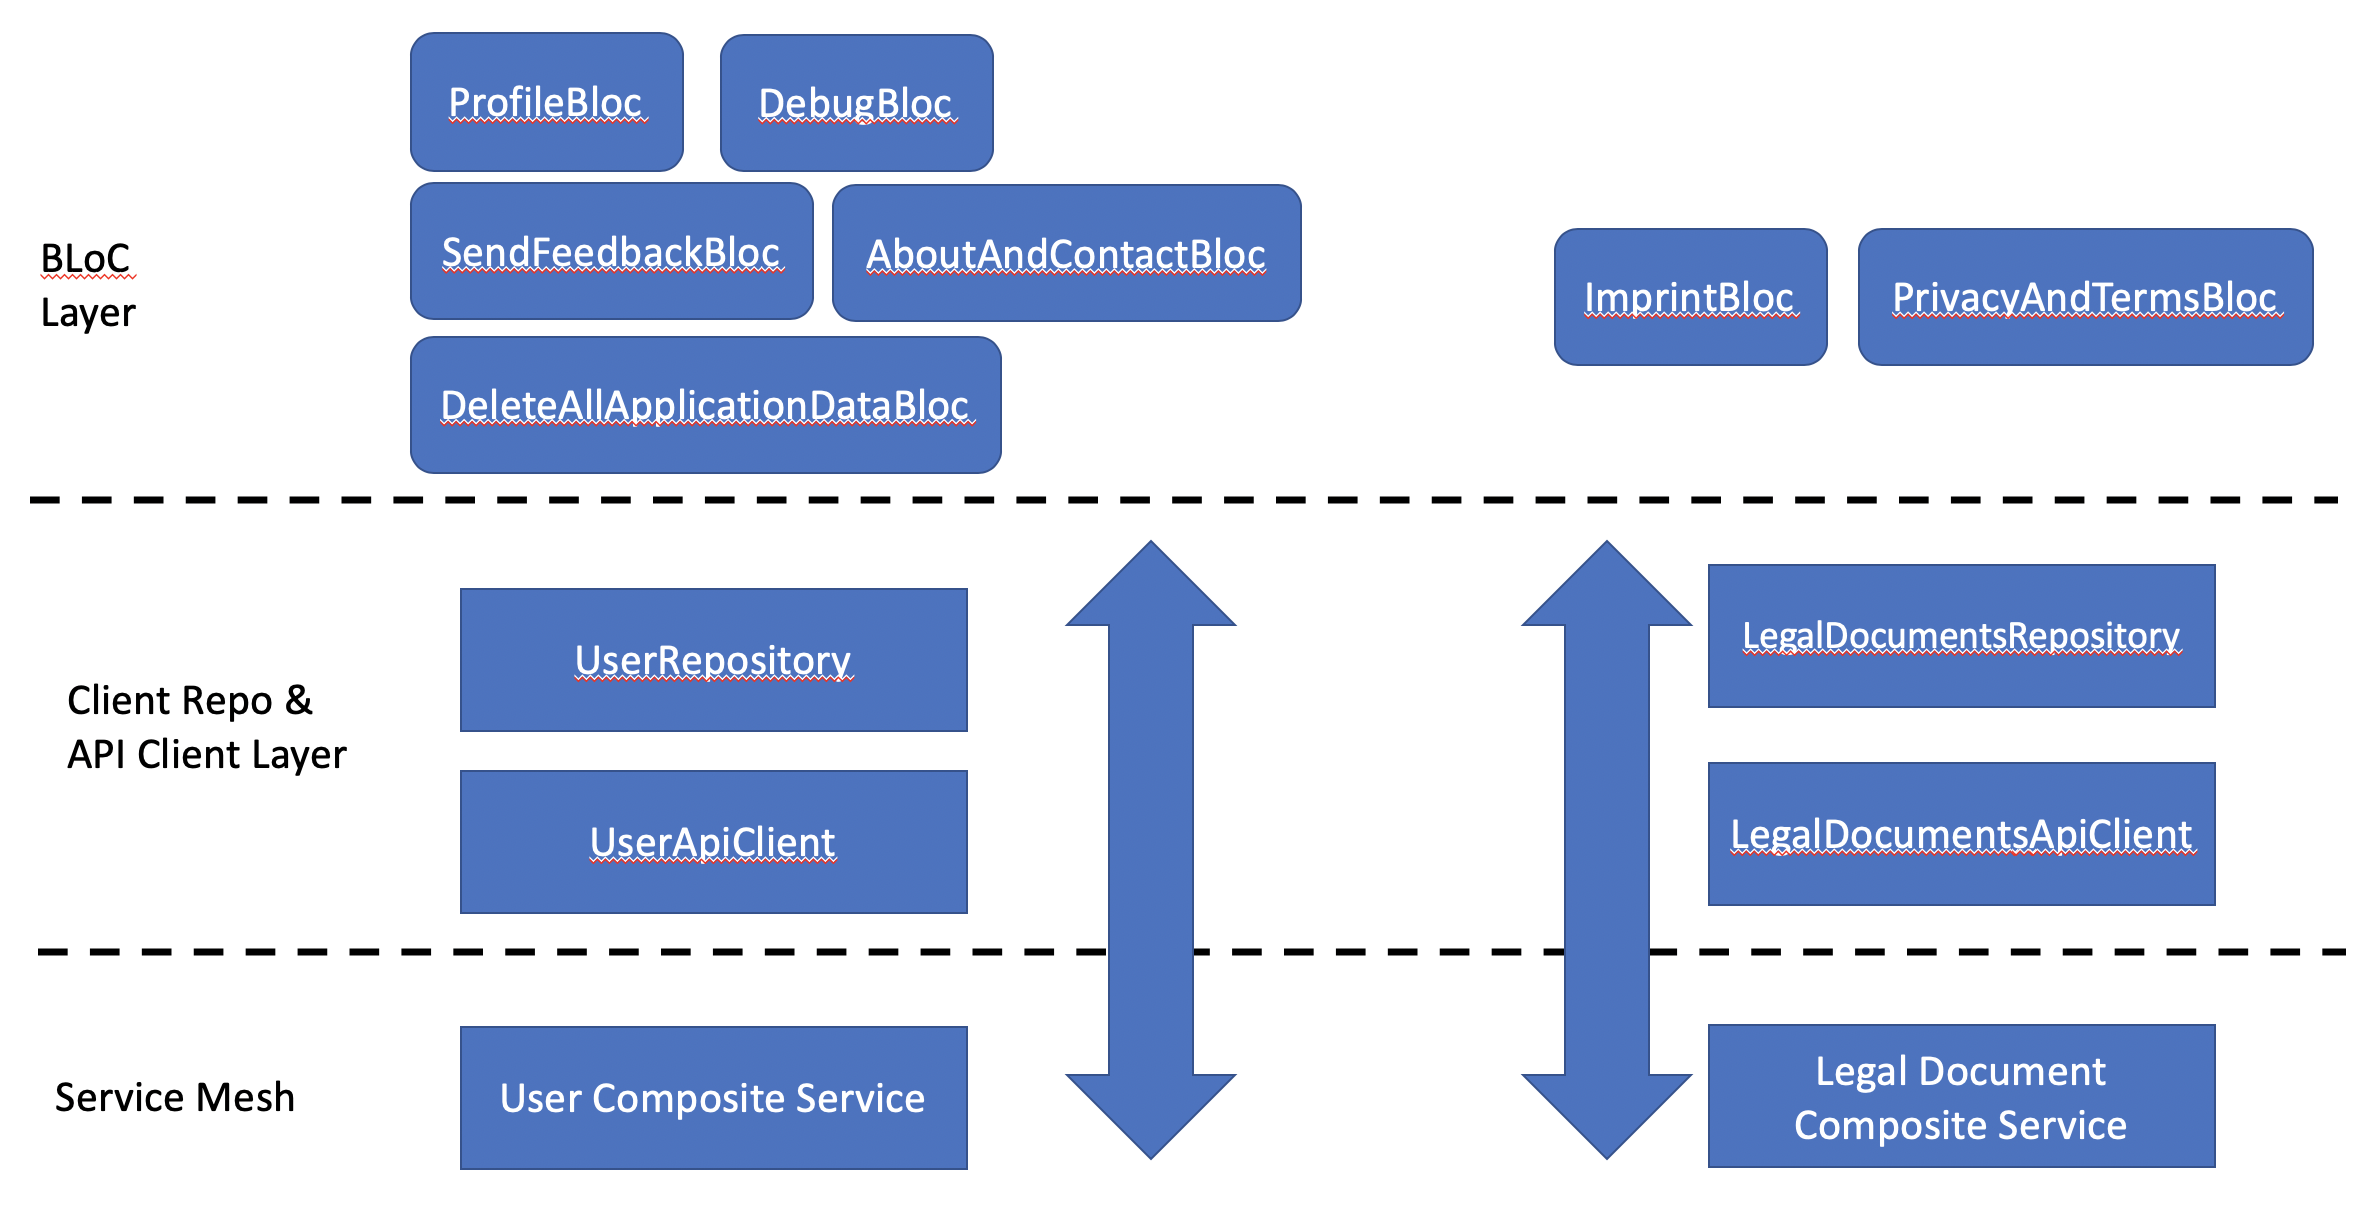 ProfileBloc
DebugBloc
SendFeedbackBloc
AboutAndContactBloc
DeleteAllApplicationDataBloc
BLoC
Layer
ImprintBloc
PrivacyAndTermsBloc
Client Repo &
API Client Layer
UserRepository
UserApiClient
LegalDocumentsRepository
LegalDocumentsApiClient
Service Mesh
User Composite Service
Legal Document
Composite Service